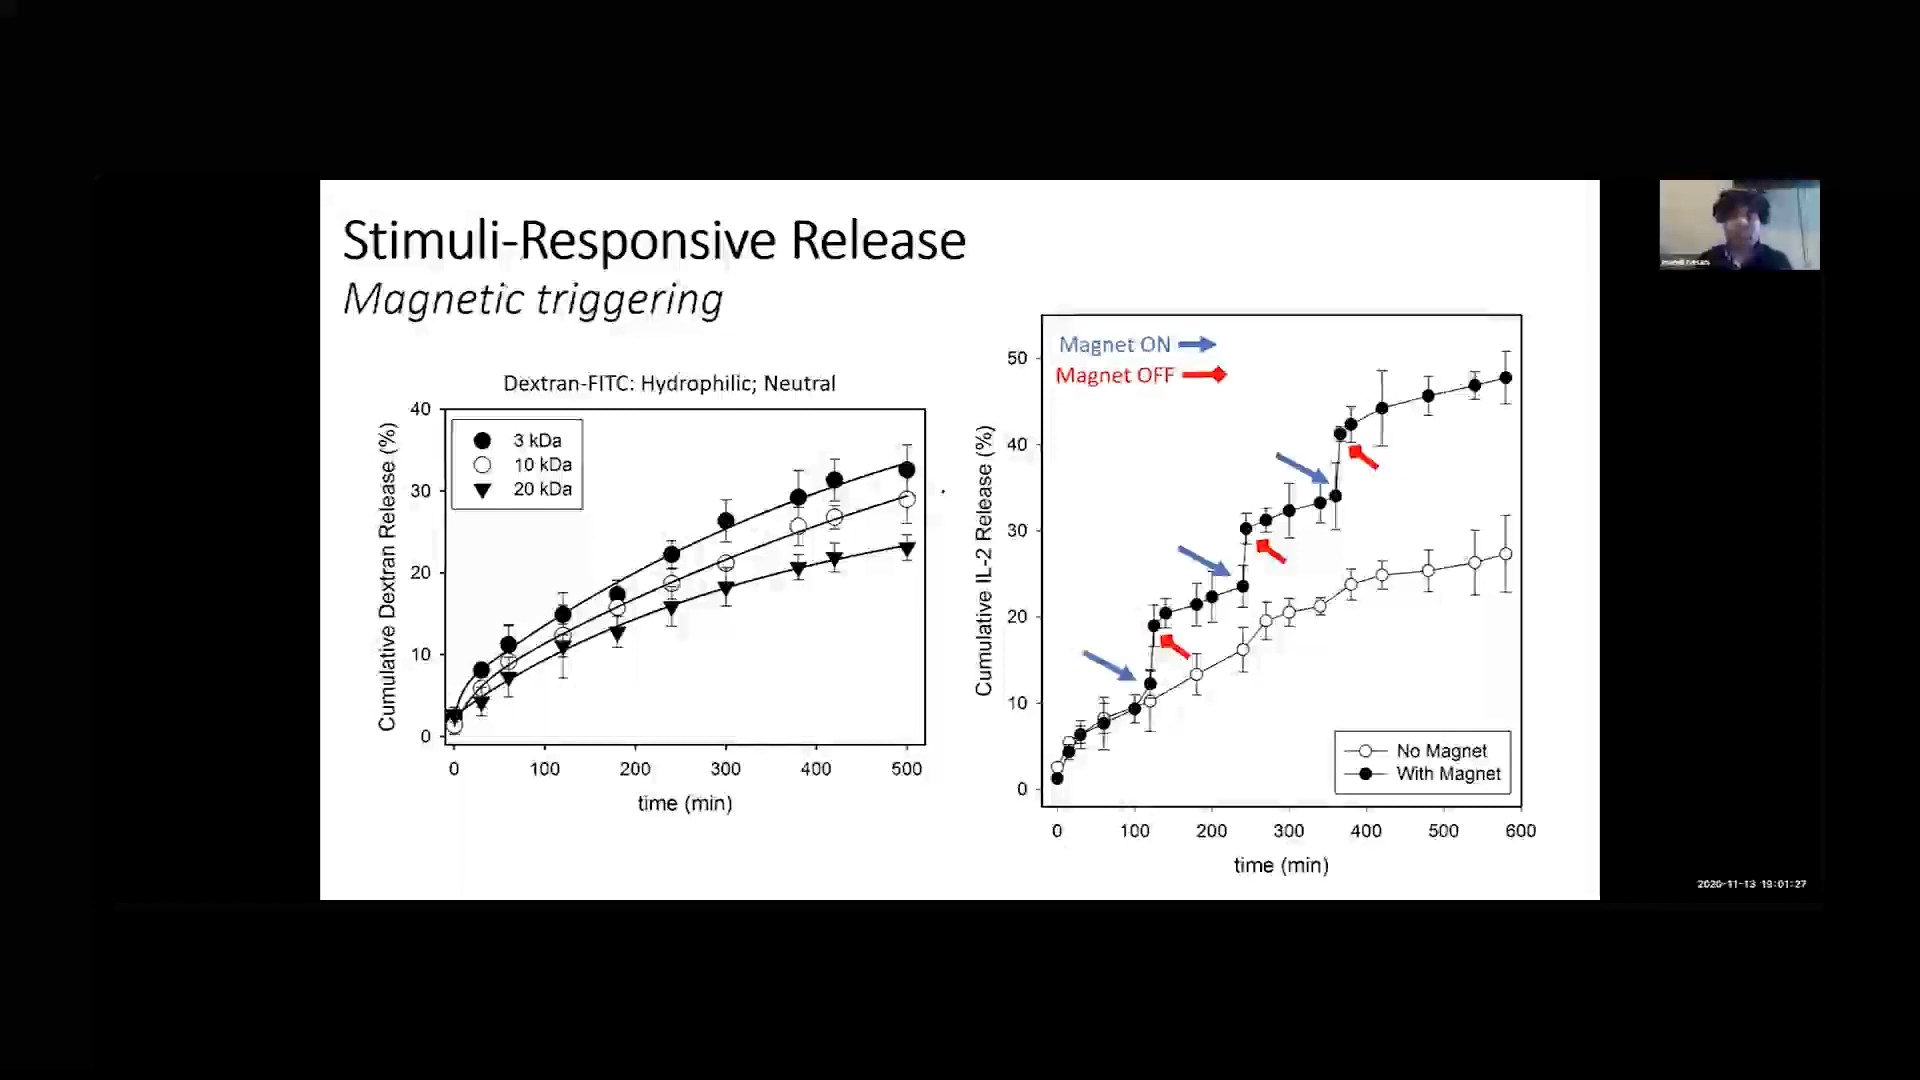 Stimuli-Responsive Release
Magnetic triggering
Dextran-FITC: Hydrophilic; Neutral
Cumulative Dextran Release (%)
40
30
20
10
0
3 kDa
10 kDa
20 kDa
0 100 200 300 400 500
time (min)
Magnet ON
Magnet OFF
Cumulative IL-2 Release (%)
50
40
30
20
10
0
No Magnet
With Magnet
0 100 200 300 400 500 600
time (min)
2020-11-13 19:01:27